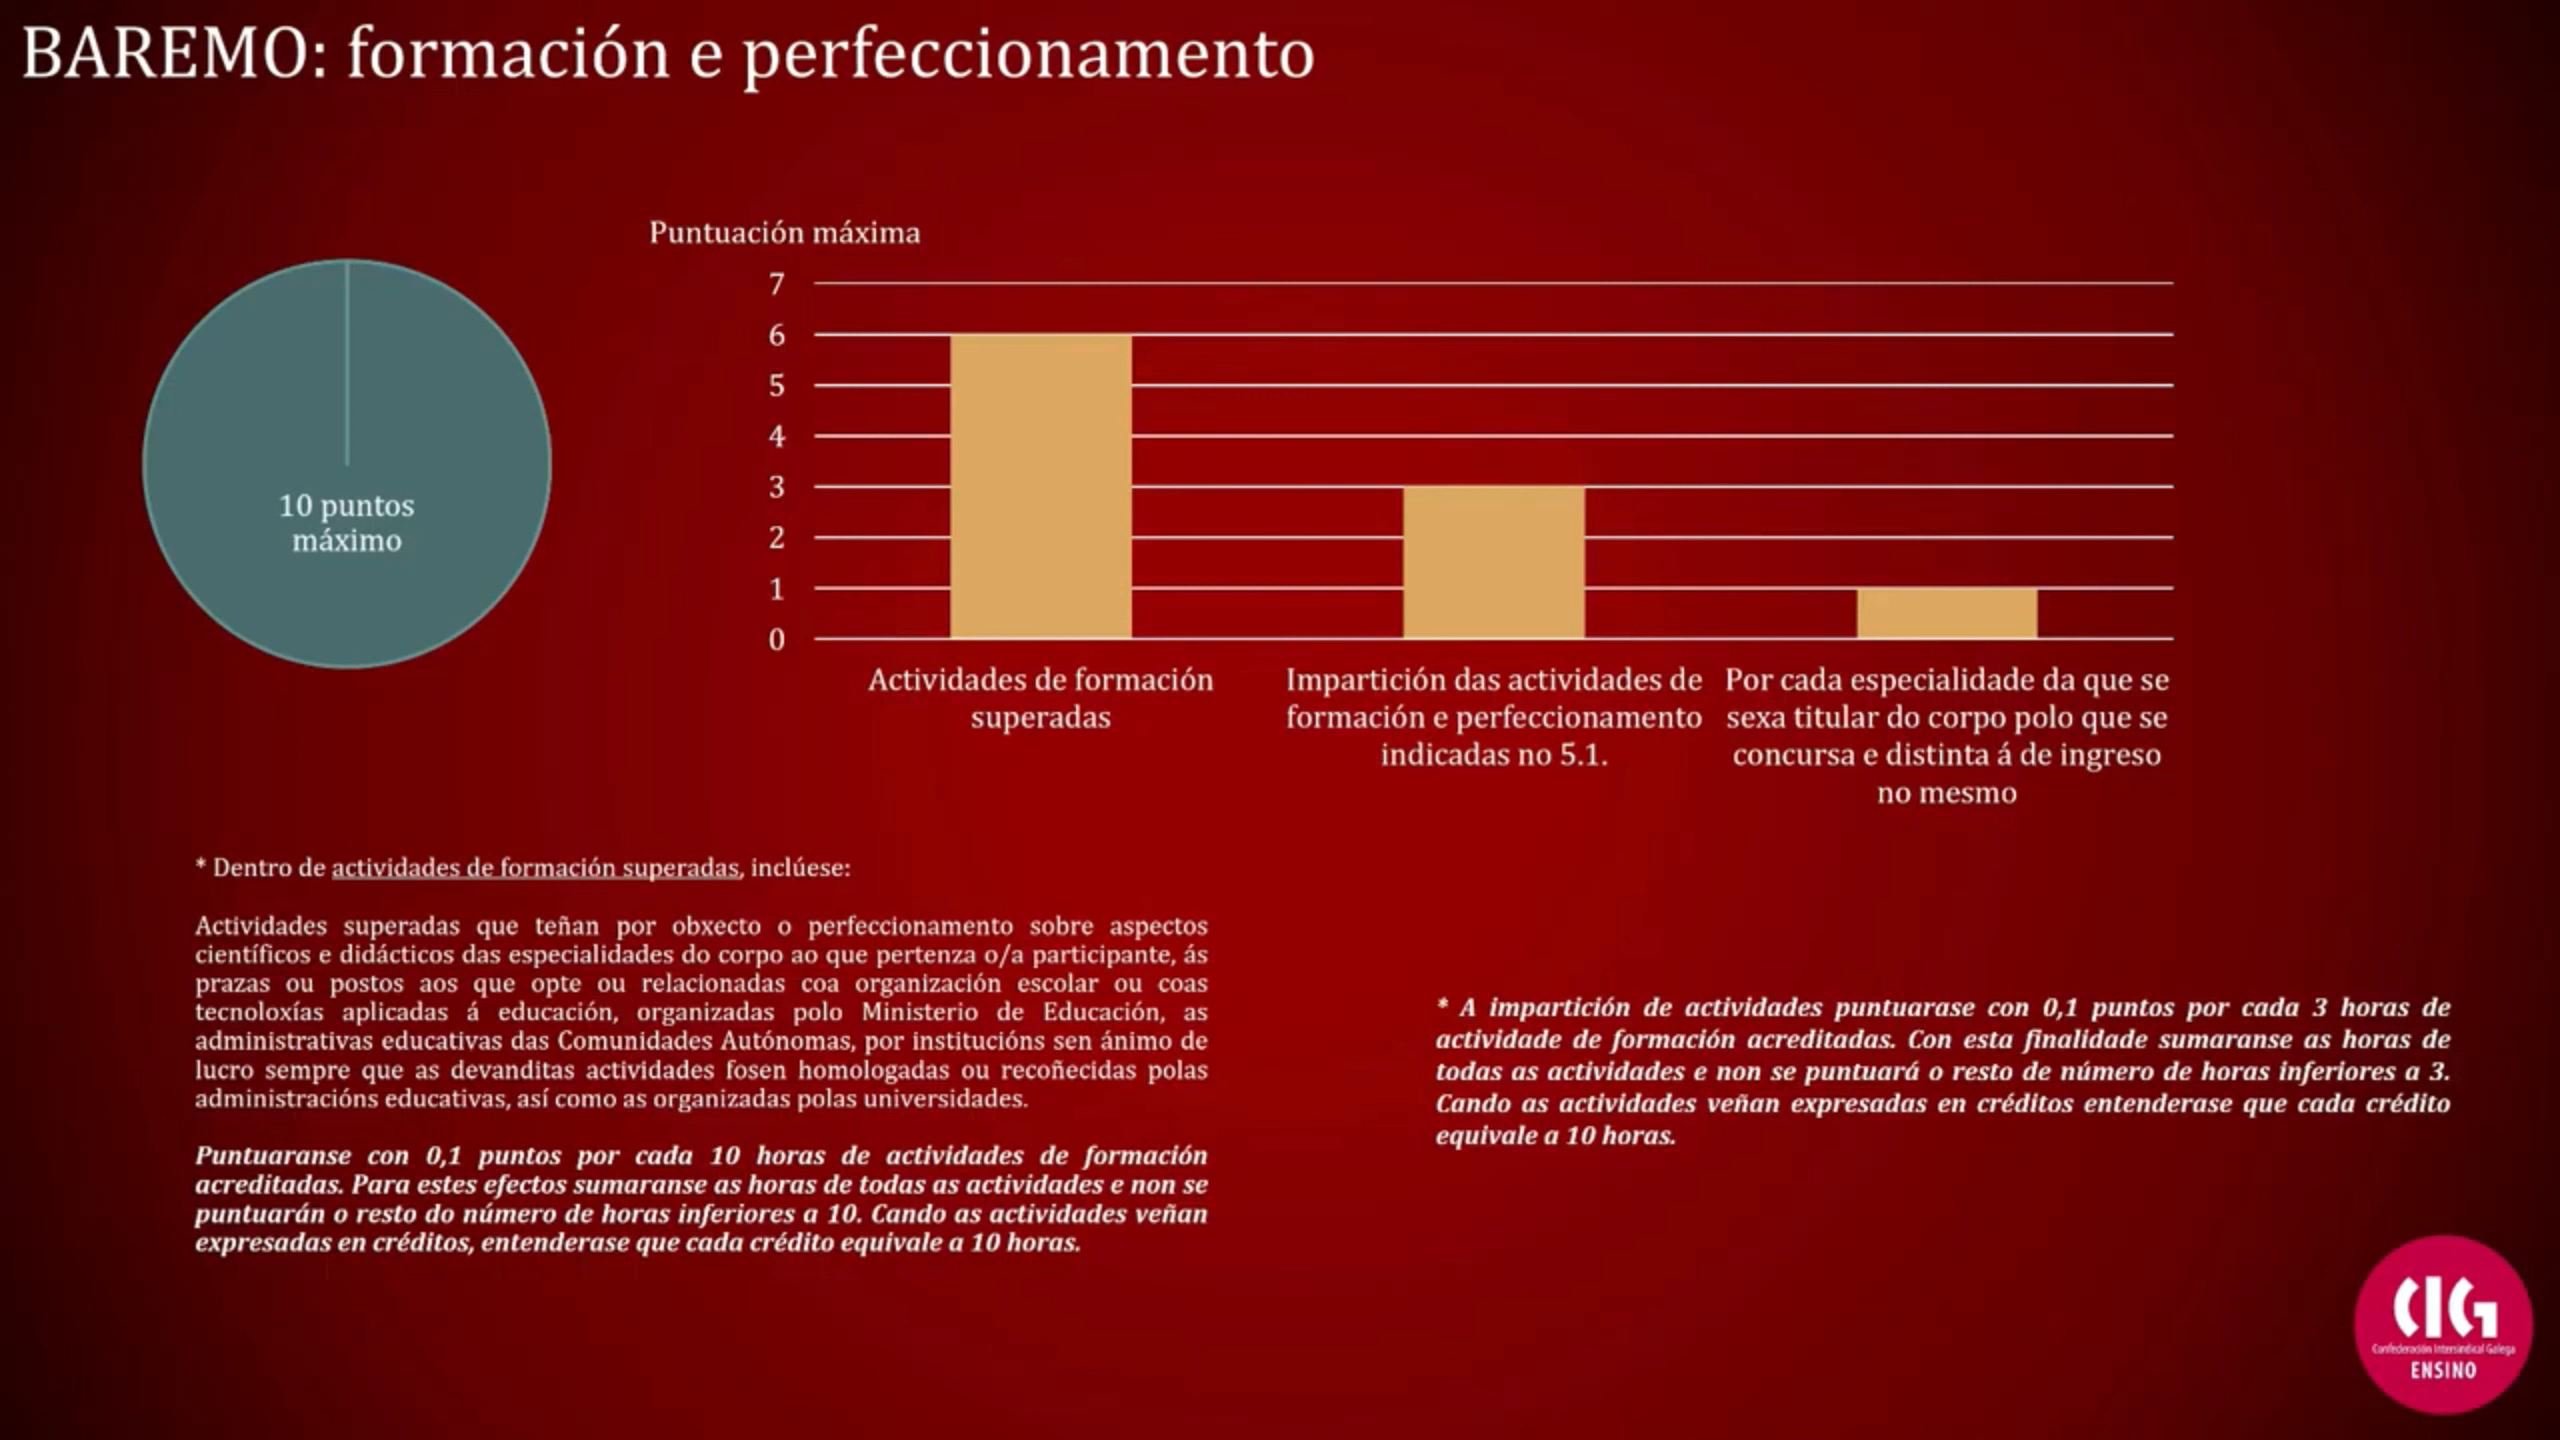 BAREMO: formación e perfeccionamento
10 puntos
máximo
Puntuación máxima
7
6
5
4
3
2
1
0
Actividades de formación
superadas
Impartición das actividades de
formación e perfeccionamento
indicadas no 5.1.
Por cada especialidade da que se
sexa titular do corpo polo que se
concursa e distinta á de ingreso
no mesmo
* Dentro de actividades de formación superadas, inclúese:
Actividades superadas que teñan por obxecto o perfeccionamento sobre aspectos
científicos e didácticos das especialidades do corpo ao que pertenza o/a participante, ás
prazas ou postos aos que opte ou relacionadas coa organización escolar ou coas
tecnoloxías aplicadas á educación, organizadas polo Ministerio de Educación, as
administrativas educativas das Comunidades Autónomas, por institucións sen ánimo de
lucro sempre que as devanditas actividades fosen homologadas ou recoñecidas polas
administracións educativas, así como as organizadas polas universidades.
Puntuaranse con 0,1 puntos por cada 10 horas de actividades de formación
acreditadas. Para estes efectos sumaranse as horas de todas as actividades e non se
puntuarán o resto do número de horas inferiores a 10. Cando as actividades veñan
expresadas en créditos, entenderase que cada crédito equivale a 10 horas.
* A impartición de actividades puntuarase con 0,1 puntos por cada 3 horas de
actividade de formación acreditadas. Con esta finalidade sumaranse as horas de
todas as actividades e non se puntuará o resto de número de horas inferiores a 3.
Cando as actividades veñan expresadas en créditos entenderase que cada crédito
equivale a 10 horas.
CIG
Confederación Intersindical Galega
ENSINO